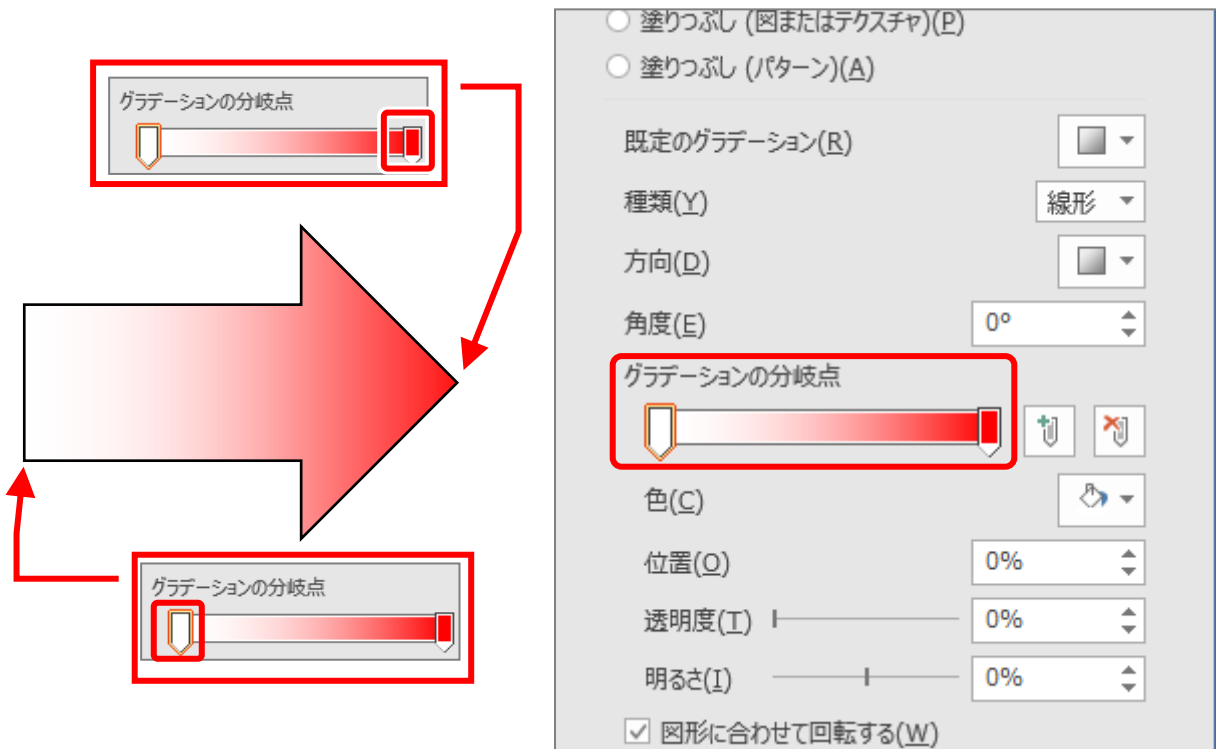 グラデーションの分岐点
グラデーションの分岐点
塗りつぶし (図またはテクスチャ)(P)
塗りつぶし (パターン)(A)
既定のグラデーション(R)
種類(Y) 線形
方向(D)
角度(E) 0°
グラデーションの分岐点
色(C)
位置(O) 0%
透明度(T) 0%
明るさ(I) 0%
図形に合わせて回転する(W)